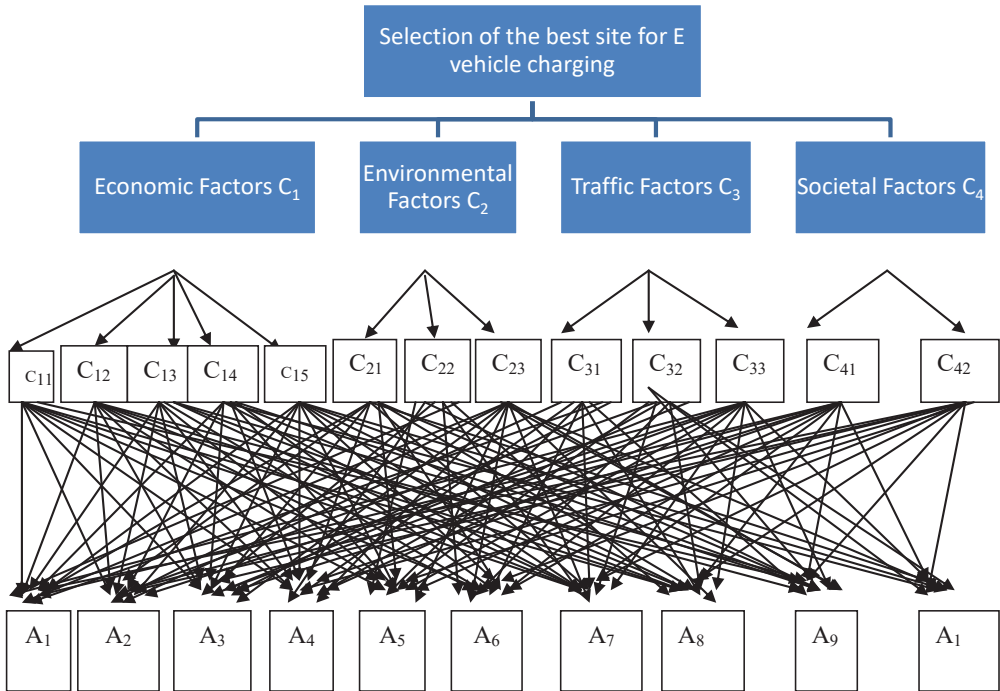 Selection of the best site for E
vehicle charging
Economic Factors C₁
Environmental
Factors C₂
Traffic Factors C₃
Societal Factors C₄
C₁₁
C₁₂
C₁₃
C₁₄
C₁₅
C₂₁
C₂₂
C₂₃
C₃₁
C₃₂
C₃₃
C₄₁
C₄₂
A₁
A₂
A₃
A₄
A₅
A₆
A₇
A₈
A₉
A₁